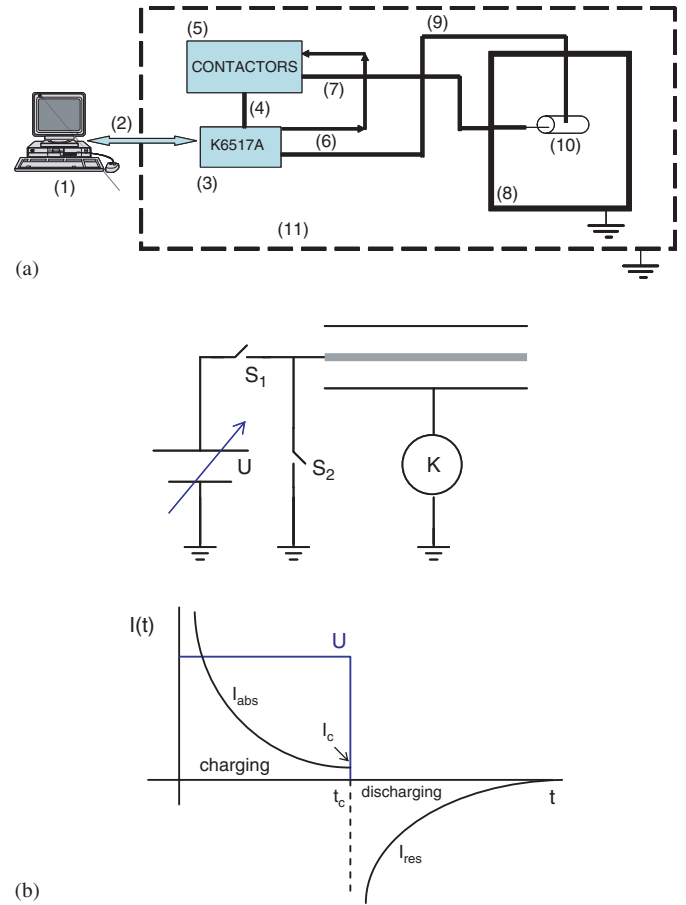 (9)
(5)
CONTACTORS
(7)
(2)
(4)
K6517A
(6)
(10)
(1)
(3)
(8)
(11)
(a)
S1
U
S2
K
I(t)
U
Iabs
Ic
charging
tc
discharging
t
Ires
(b)